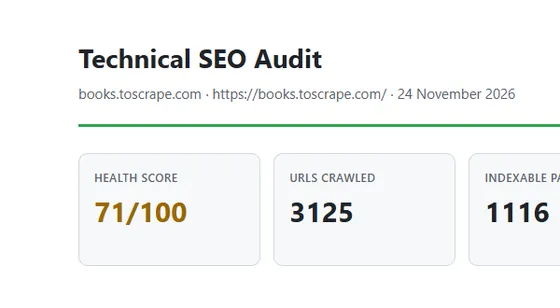 Technical SEO Audit
books.toscrape.com · https://books.toscrape.com/ · 24 November 2026
HEALTH SCORE
71/100
URLS CRAWLED
3125
INDEXABLE
1116